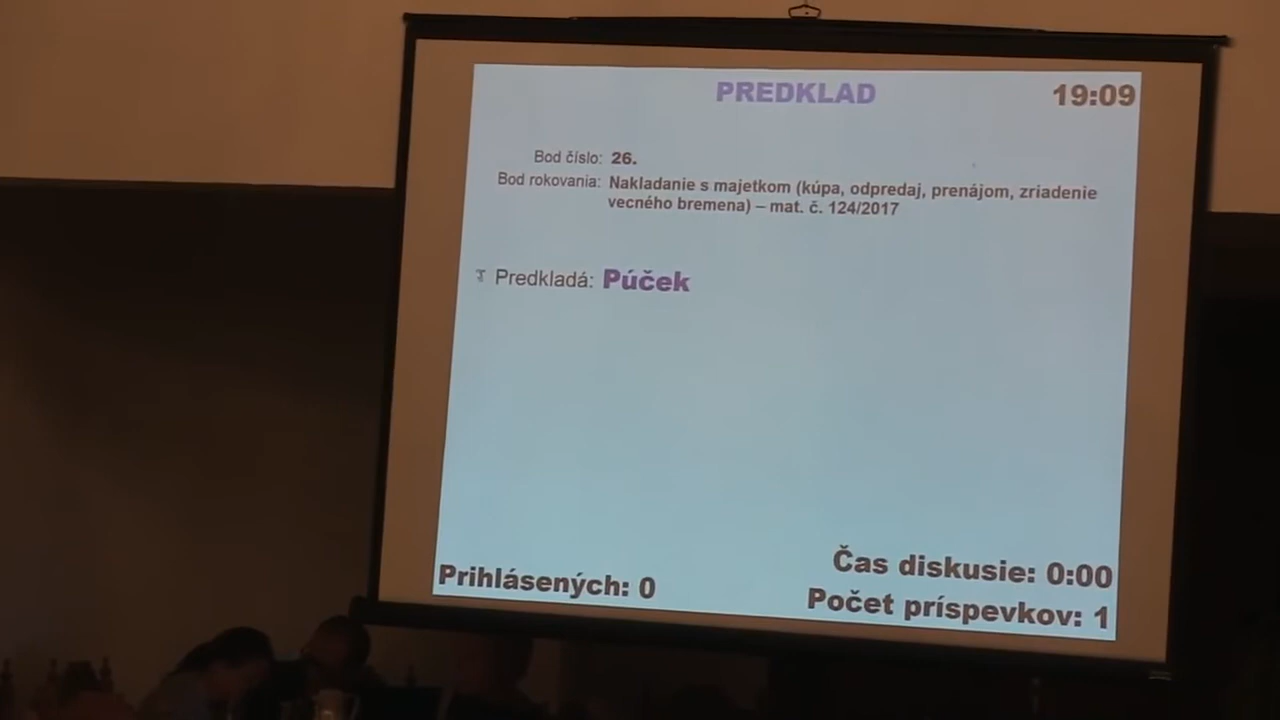 PREDKLAD
19:09
Bod číslo: 26.
Bod rokovania: Nakladanie s majetkom (kúpa, odpredaj, prenájom, zriadenie
vecného bremena) – mat. č. 124/2017
Predkladá: Púček
Čas diskusie: 0:00
Prihlásených: 0
Počet príspevkov: 1